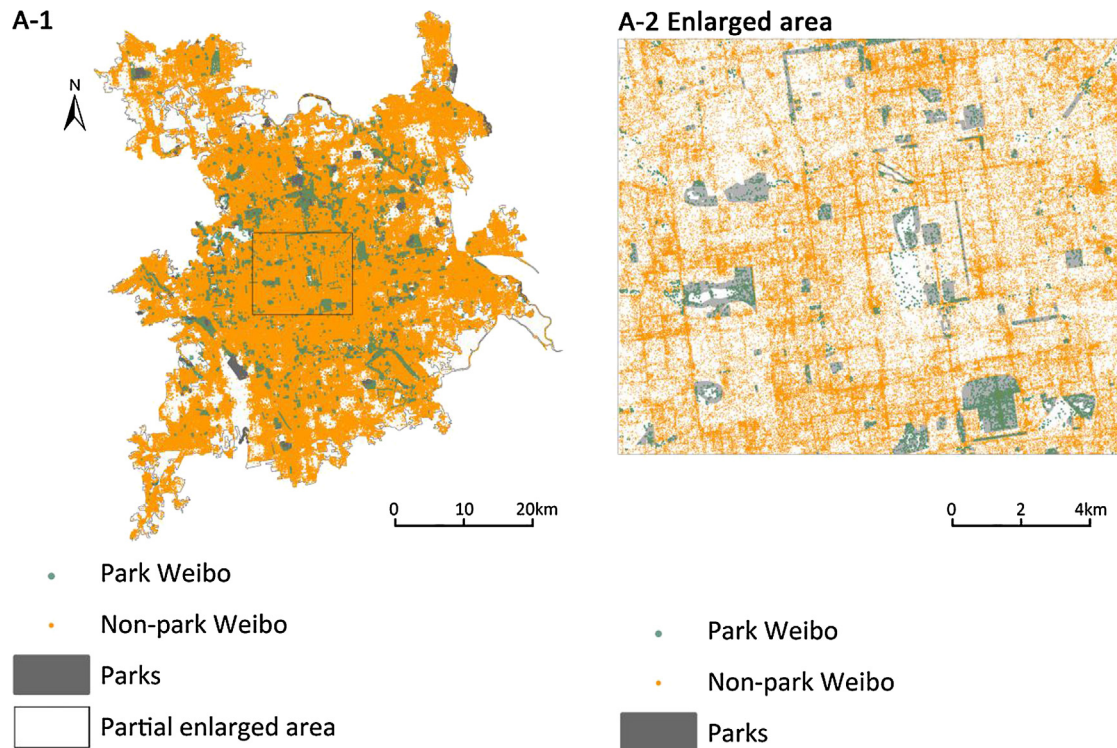 A-1
A-2 Enlarged area
N
0 10 20km
0 2 4km
Park Weibo
Non-park Weibo
Parks
Partial enlarged area
Park Weibo
Non-park Weibo
Parks